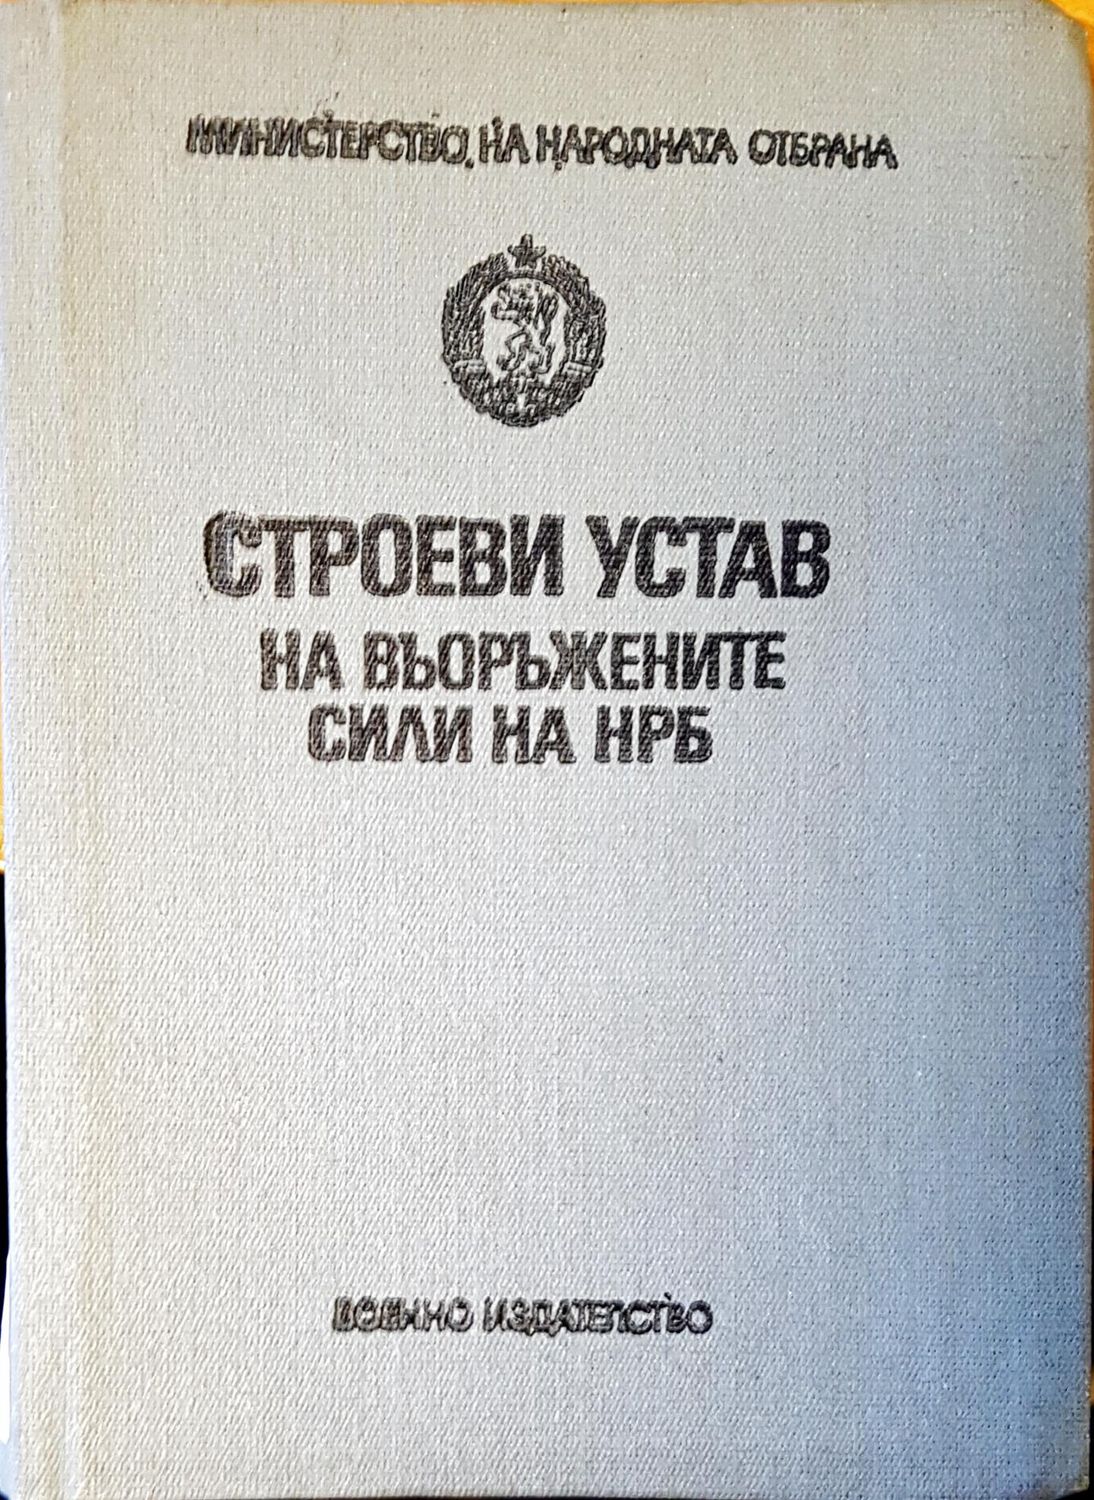 МИНИСТЕРСТВО НА НАРОДНАТА ОТБРАНА
СТРОЕВИ УСТАВ
НА ВЪОРЪЖЕНИТЕ
СИЛИ НА НРБ
ВОЕННО ИЗДАТЕЛСТВО